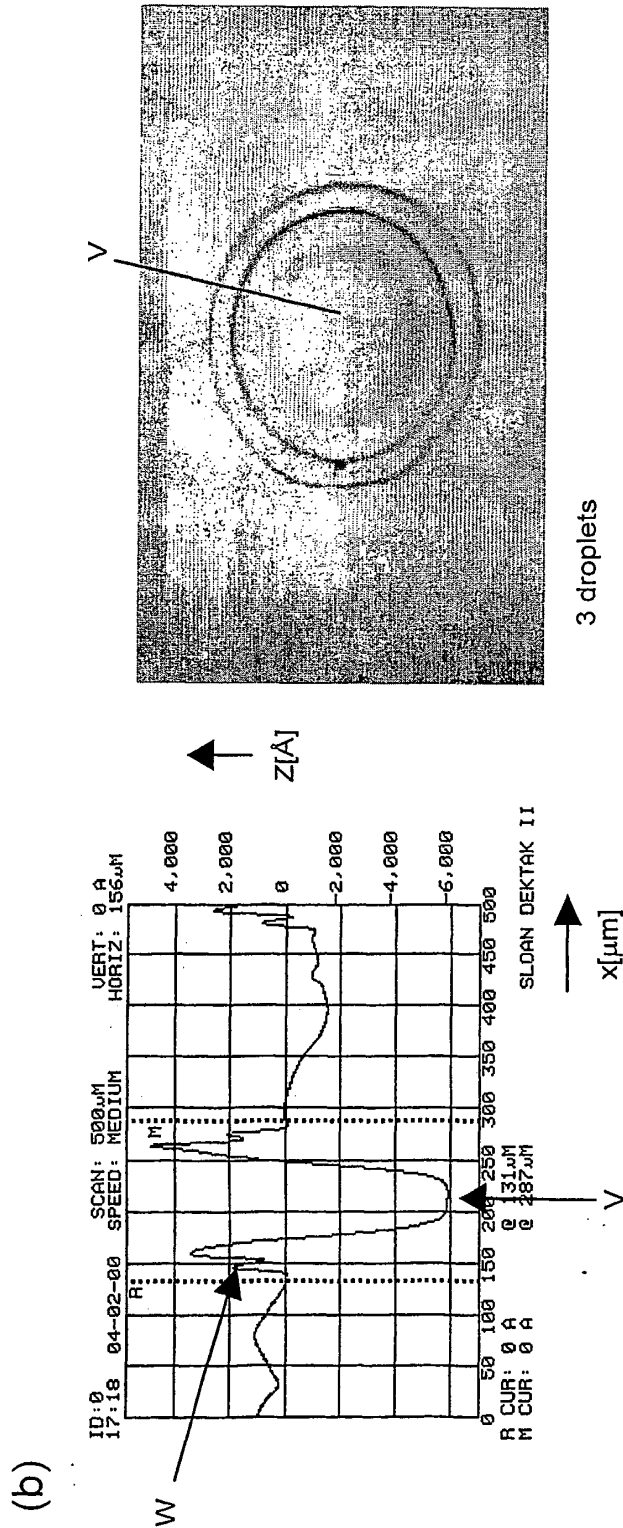 (b)
ID:0 SCAN: 500µM VERT: 0 A
17:18 04-02-00 SPEED: MEDIUM HORIZ: 156µM
R
M
4,000
2,000
0
-2,000
-4,000
-6,000
0 50 100 150 200 250 300 350 400 450 500
R CUR: 0 A @ 131µM
M CUR: 0 A @ 287µM
SLOAN DEKTAK II
W
V
x[µm]
Z[Å]
V
3 droplets